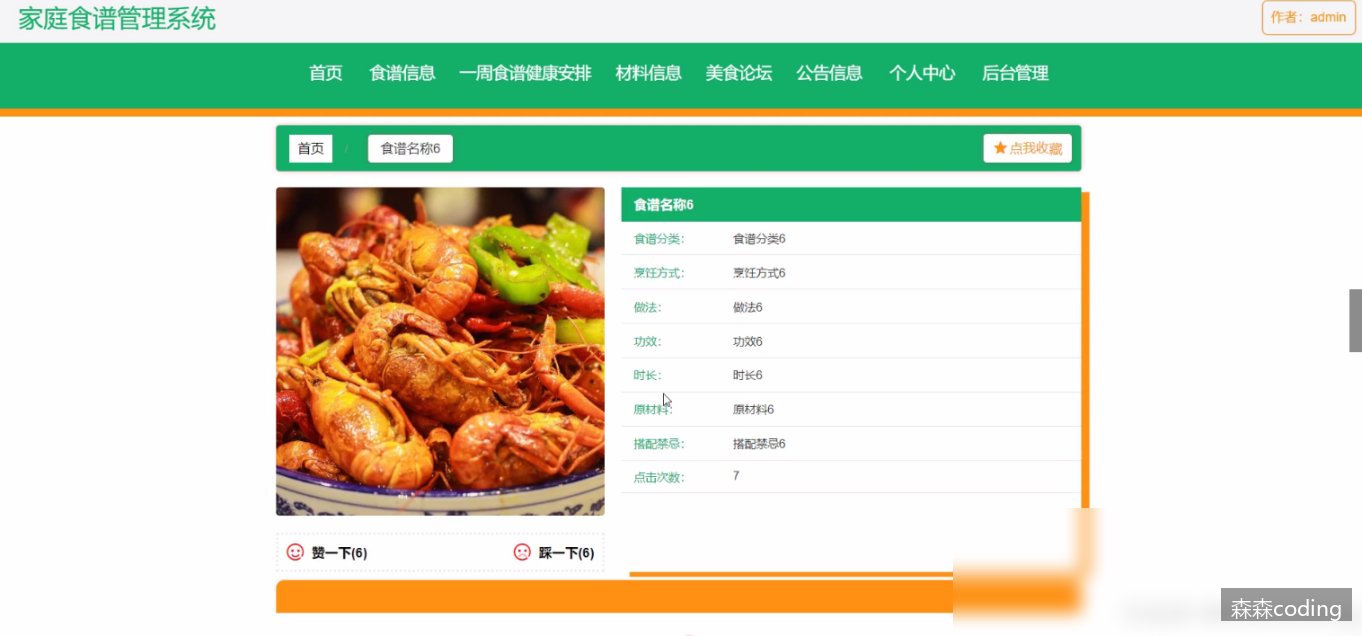 家庭食谱管理系统
作者：admin
首页 食谱信息 一周食谱健康安排 材料信息 美食论坛 公告信息 个人中心 后台管理
首页 / 食谱名称6 ★点我收藏
食谱名称6
食谱分类： 食谱分类6
烹饪方式： 烹饪方式6
做法： 做法6
功效： 功效6
时长： 时长6
原材料： 原材料6
搭配禁忌： 搭配禁忌6
点击次数： 7
赞一下(6) 踩一下(6)
森森coding